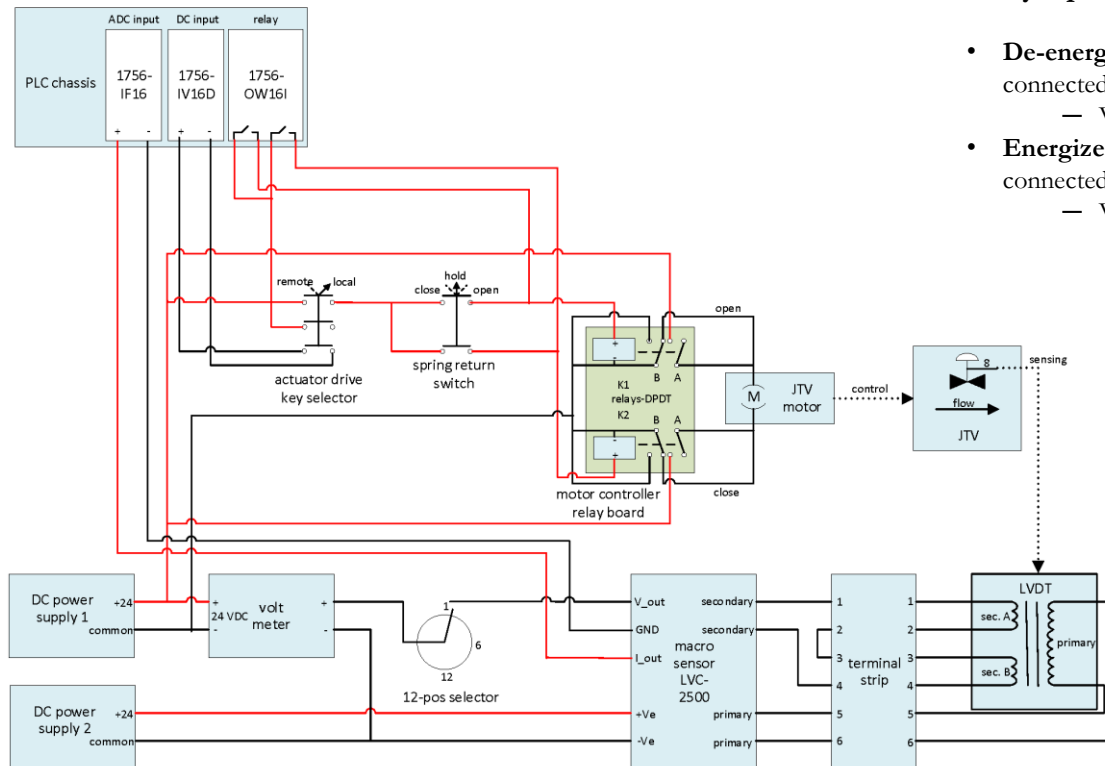 ADC input DC input relay
PLC chassis
1756-
IF16
1756-
IV16D
1756-
OW16I
+ - + -
• De-energ
connected
— V
• Energize
connected
— V
remote local
hold
close open
actuator drive
key selector
spring return
switch
open
+ -
B A
K1
relays-DPDT
K2
B A
-
+
close
motor controller
relay board
M
JTV
motor
control
8
sensing
flow
JTV
DC power
supply 1
+24
common
+
24 VDC
-
volt
meter
+
-
1
6
12
12-pos selector
DC power
supply 2
+24
common
V_out
GND
I_out
+Ve
-Ve
macro
sensor
LVC-
2500
secondary
secondary
primary
primary
1 1
2 2
3 3
4 4
5 5
6 6
terminal
strip
LVDT
sec. A
sec. B
primary